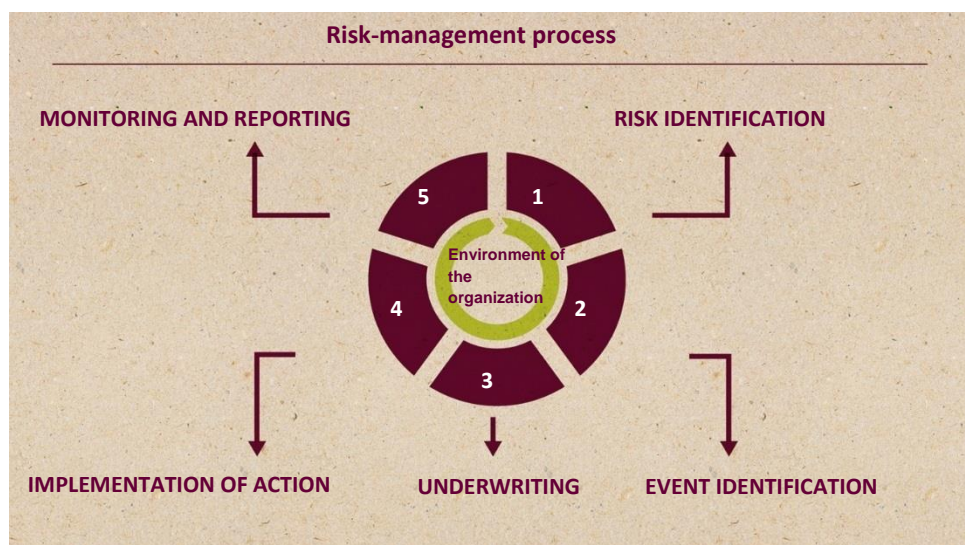 Risk-management process
MONITORING AND REPORTING
RISK IDENTIFICATION
5
1
Environment of
the
organization
4
2
3
IMPLEMENTATION OF ACTION
UNDERWRITING
EVENT IDENTIFICATION